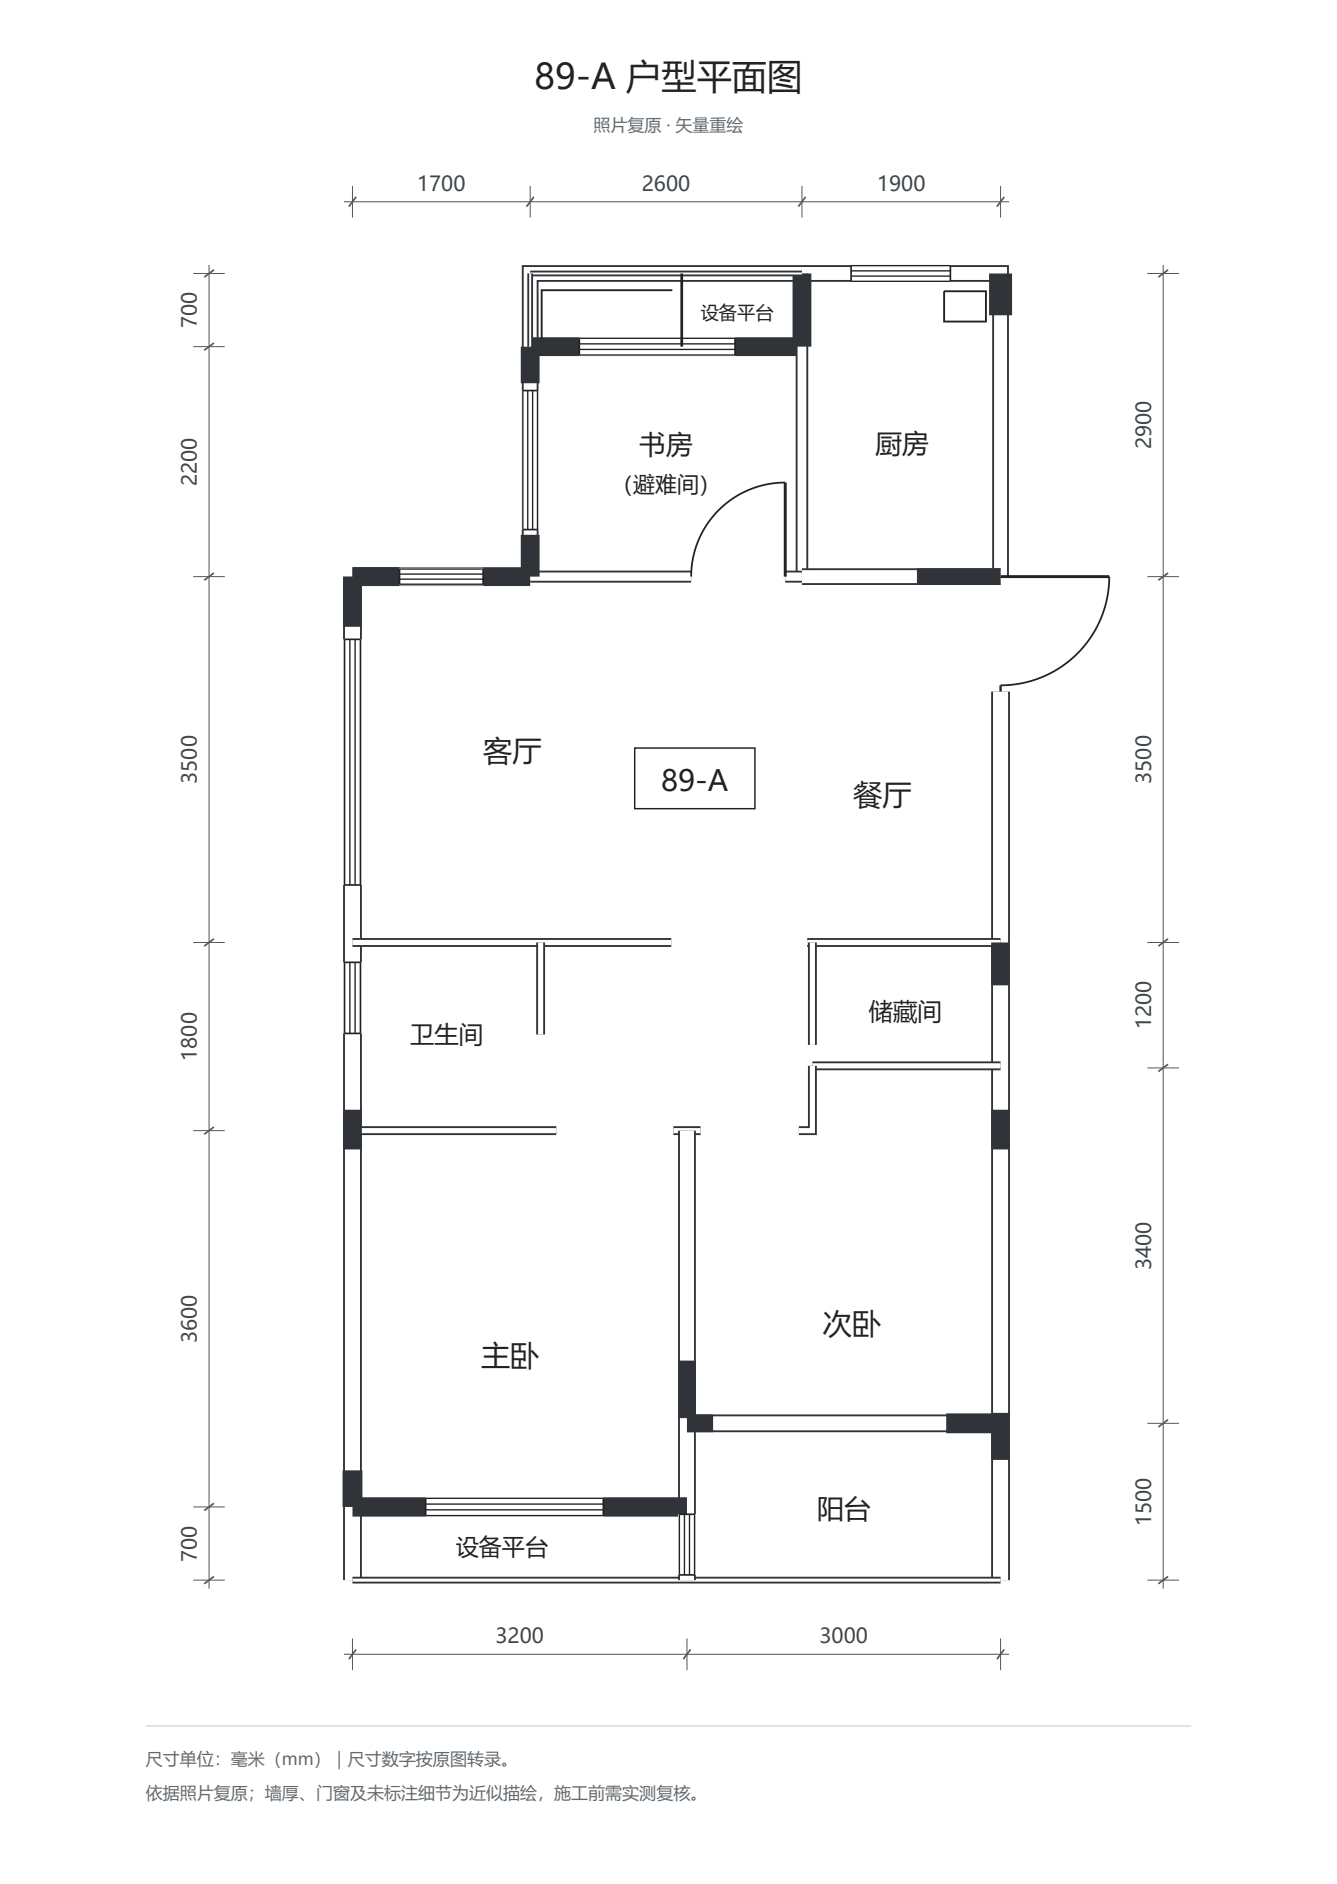 89-A 户型平面图
照片复原 · 矢量重绘
1700
2600
1900
700
2200
3500
1800
3600
700
2900
3500
1200
3400
1500
设备平台
书房
(避难间)
厨房
客厅
89-A
餐厅
卫生间
储藏间
主卧
次卧
设备平台
阳台
3200
3000
尺寸单位：毫米（mm）｜尺寸数字按原图转录。
依据照片复原；墙厚、门窗及未标注细节为近似描绘，施工前需实测复核。